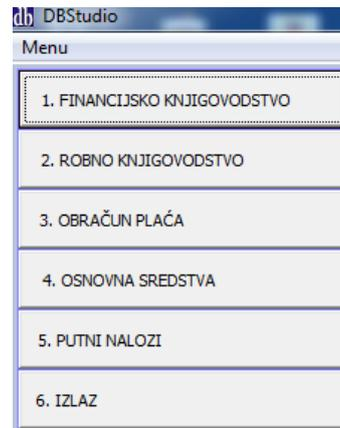 db DBStudio
Menu
1. FINANCIJSKO KNJIGOVODSTVO
2. ROBNO KNJIGOVODSTVO
3. OBRAČUN PLAĆA
4. OSNOVNA SREDSTVA
5. PUTNI NALOZI
6. IZLAZ